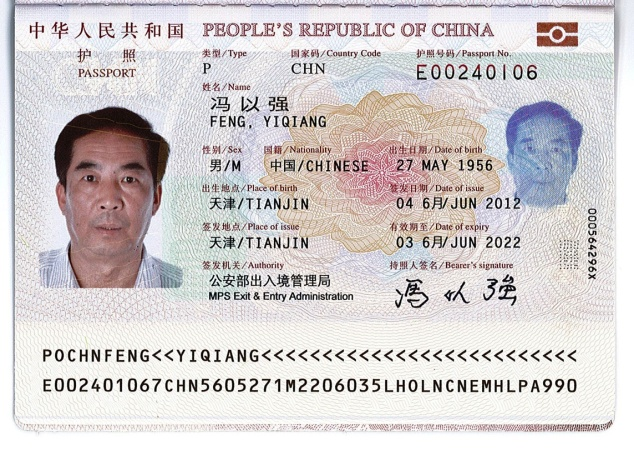 中华人民共和国 PEOPLE'S REPUBLIC OF CHINA
护 照
PASSPORT
类型/Type 国家码/Country Code 护照号码/Passport No.
P CHN E00240106
姓名/Name
冯以强
FENG, YIQIANG
性别/Sex 国籍/Nationality 出生日期/Date of birth
男/M 中国/CHINESE 27 MAY 1956
出生地点/Place of birth 签发日期/Date of issue
天津/TIANJIN 04 6月/JUN 2012
签发地点/Place of issue 有效期至/Date of expiry
天津/TIANJIN 03 6月/JUN 2022
签发机关/Authority 持照人签名/Bearer's signature
公安部出入境管理局 馮以強
MPS Exit & Entry Administration
000564296X
POCHNFENG<<YIQIANG<<<<<<<<<<<<<<<<<<<<<<<<<<
E002401067CHN5605271M2206035LHOLNCNEMHLPA990